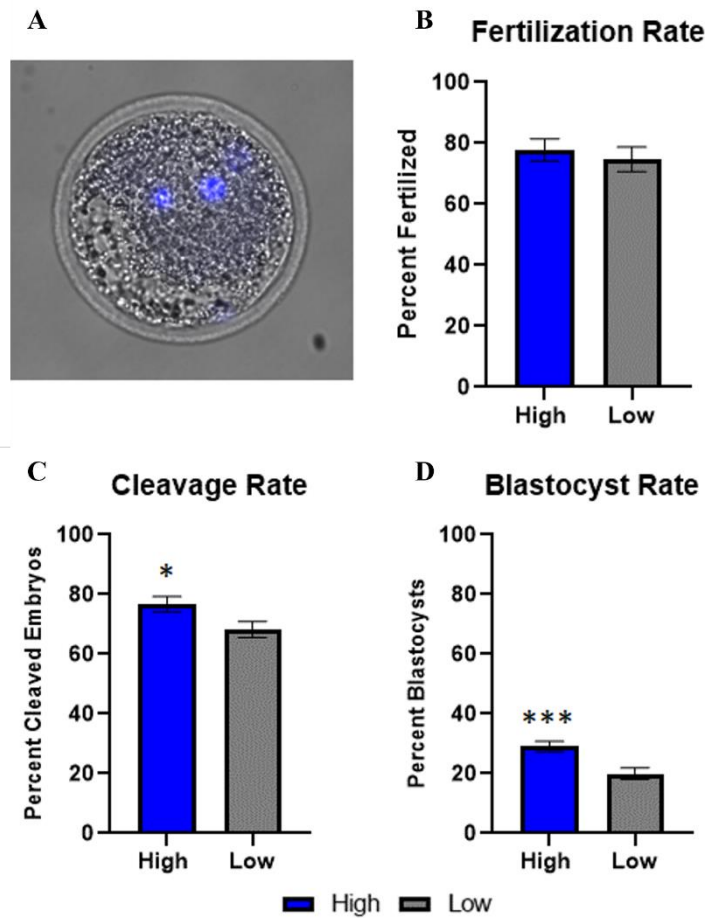 A
B
Fertilization Rate
Percent Fertilized
100
80
60
40
20
0
High Low
C
Cleavage Rate
Percent Cleaved Embryos
100
80
60
40
20
0
*
High Low
D
Blastocyst Rate
Percent Blastocysts
100
80
60
40
20
0
***
High Low
High Low